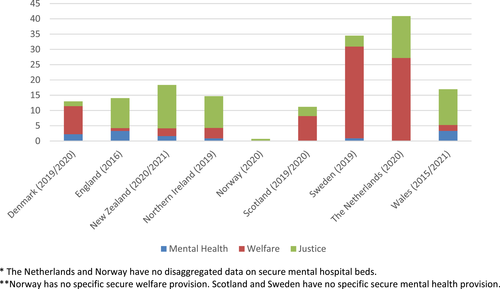 45
40
35
30
25
20
15
10
5
0
Denmark (2019/2020)
England (2016)
New Zealand (2020/2021)
Northern Ireland (2019)
Norway (2020)
Scotland (2019/2020)
Sweden (2019)
The Netherlands (2020)
Wales (2015/2021)
Mental Health Welfare Justice
* The Netherlands and Norway have no disaggregated data on secure mental hospital beds.
**Norway has no specific secure welfare provision. Scotland and Sweden have no specific secure mental health provision.